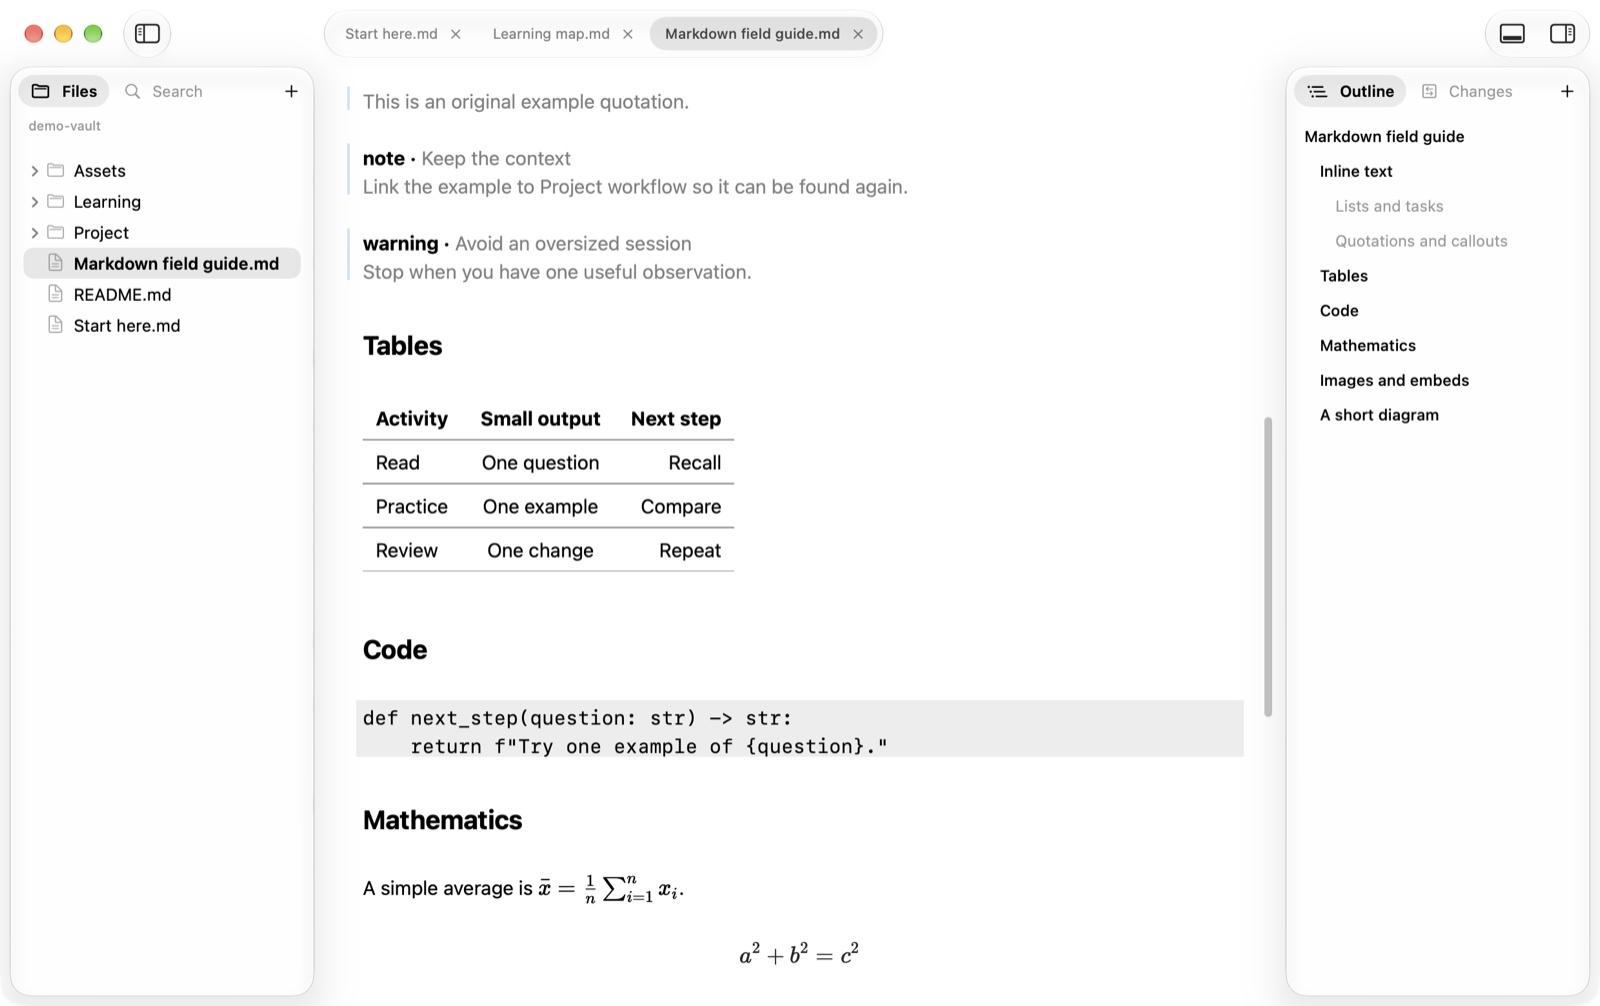 Start here.md
Learning map.md
Markdown field guide.md
Files
Search
demo-vault
Assets
Learning
Project
Markdown field guide.md
README.md
Start here.md
This is an original example quotation.
note · Keep the context
Link the example to Project workflow so it can be found again.
warning · Avoid an oversized session
Stop when you have one useful observation.
Tables
Activity Small output Next step
Read One question Recall
Practice One example Compare
Review One change Repeat
Code
def next_step(question: str) -> str:
    return f"Try one example of {question}."
Mathematics
A simple average is x̄ = 1/n ∑ⁿᵢ₌₁ xᵢ.
a² + b² = c²
Outline
Changes
Markdown field guide
Inline text
Lists and tasks
Quotations and callouts
Tables
Code
Mathematics
Images and embeds
A short diagram